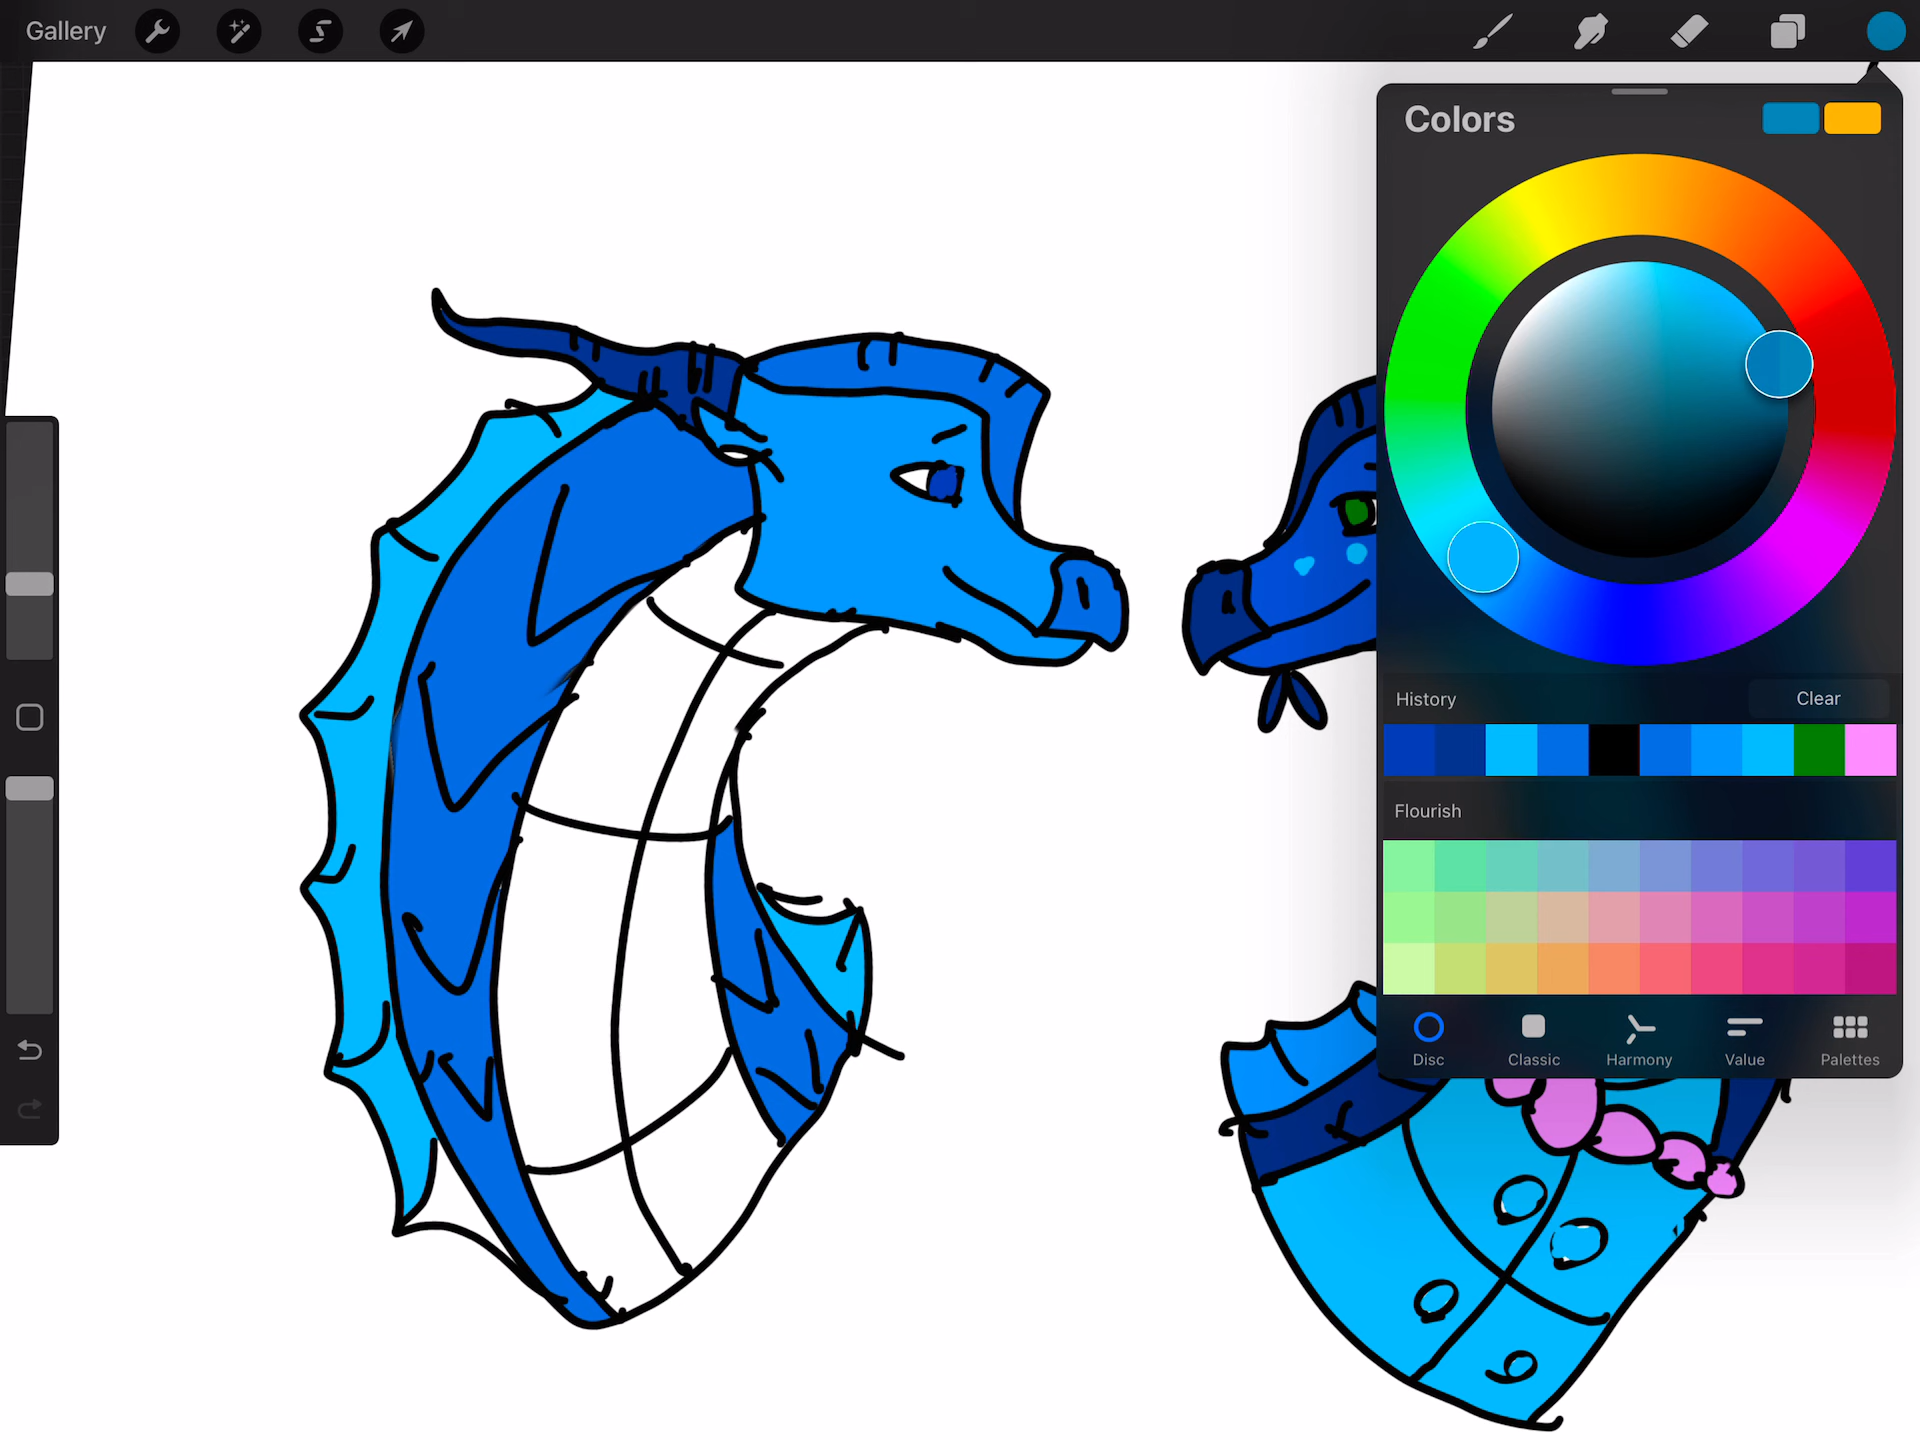 Gallery
Colors
History
Clear
Flourish
Disc
Classic
Harmony
Value
Palettes